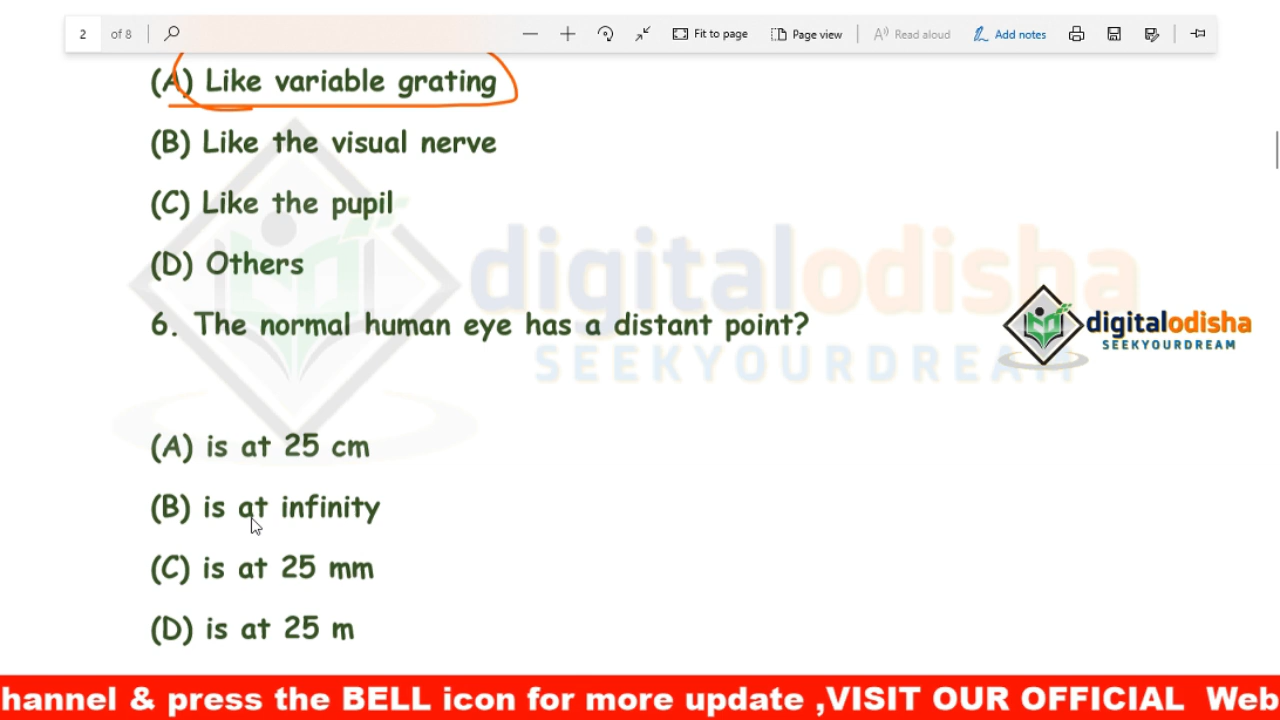 2 of 8 Fit to page Page view Read aloud Add notes
(A) Like variable grating
(B) Like the visual nerve
(C) Like the pupil
(D) Others
digitalodisha
SEEKYOURDREAM
6. The normal human eye has a distant point?
digitalodisha
SEEKYOURDREAM
(A) is at 25 cm
(B) is at infinity
(C) is at 25 mm
(D) is at 25 m
hannel & press the BELL icon for more update ,VISIT OUR OFFICIAL Web